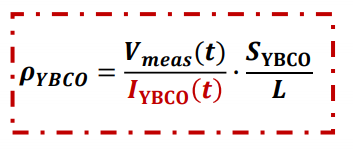 ρ_YBCO = V_meas(t) / I_YBCO(t) · S_YBCO / L